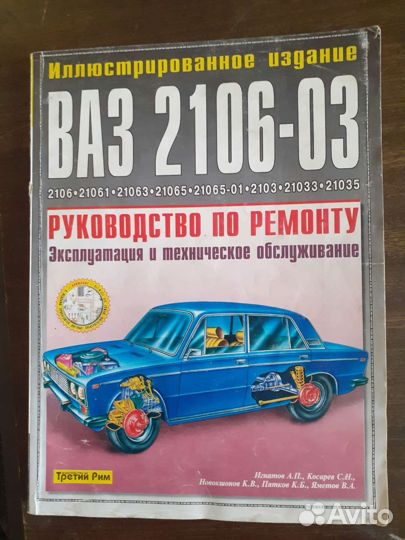 Иллюстрированное издание
ВАЗ 2106-03
2106•21061•21063•21065•21065-01•2103•21033•21035
РУКОВОДСТВО ПО РЕМОНТУ
Эксплуатация и техническое обслуживание
Третий Рим
Игнатов А.П., Косарев С.Н.,
Новокшонов К.В., Пятков К.Б., Яметов В.А.
Avito